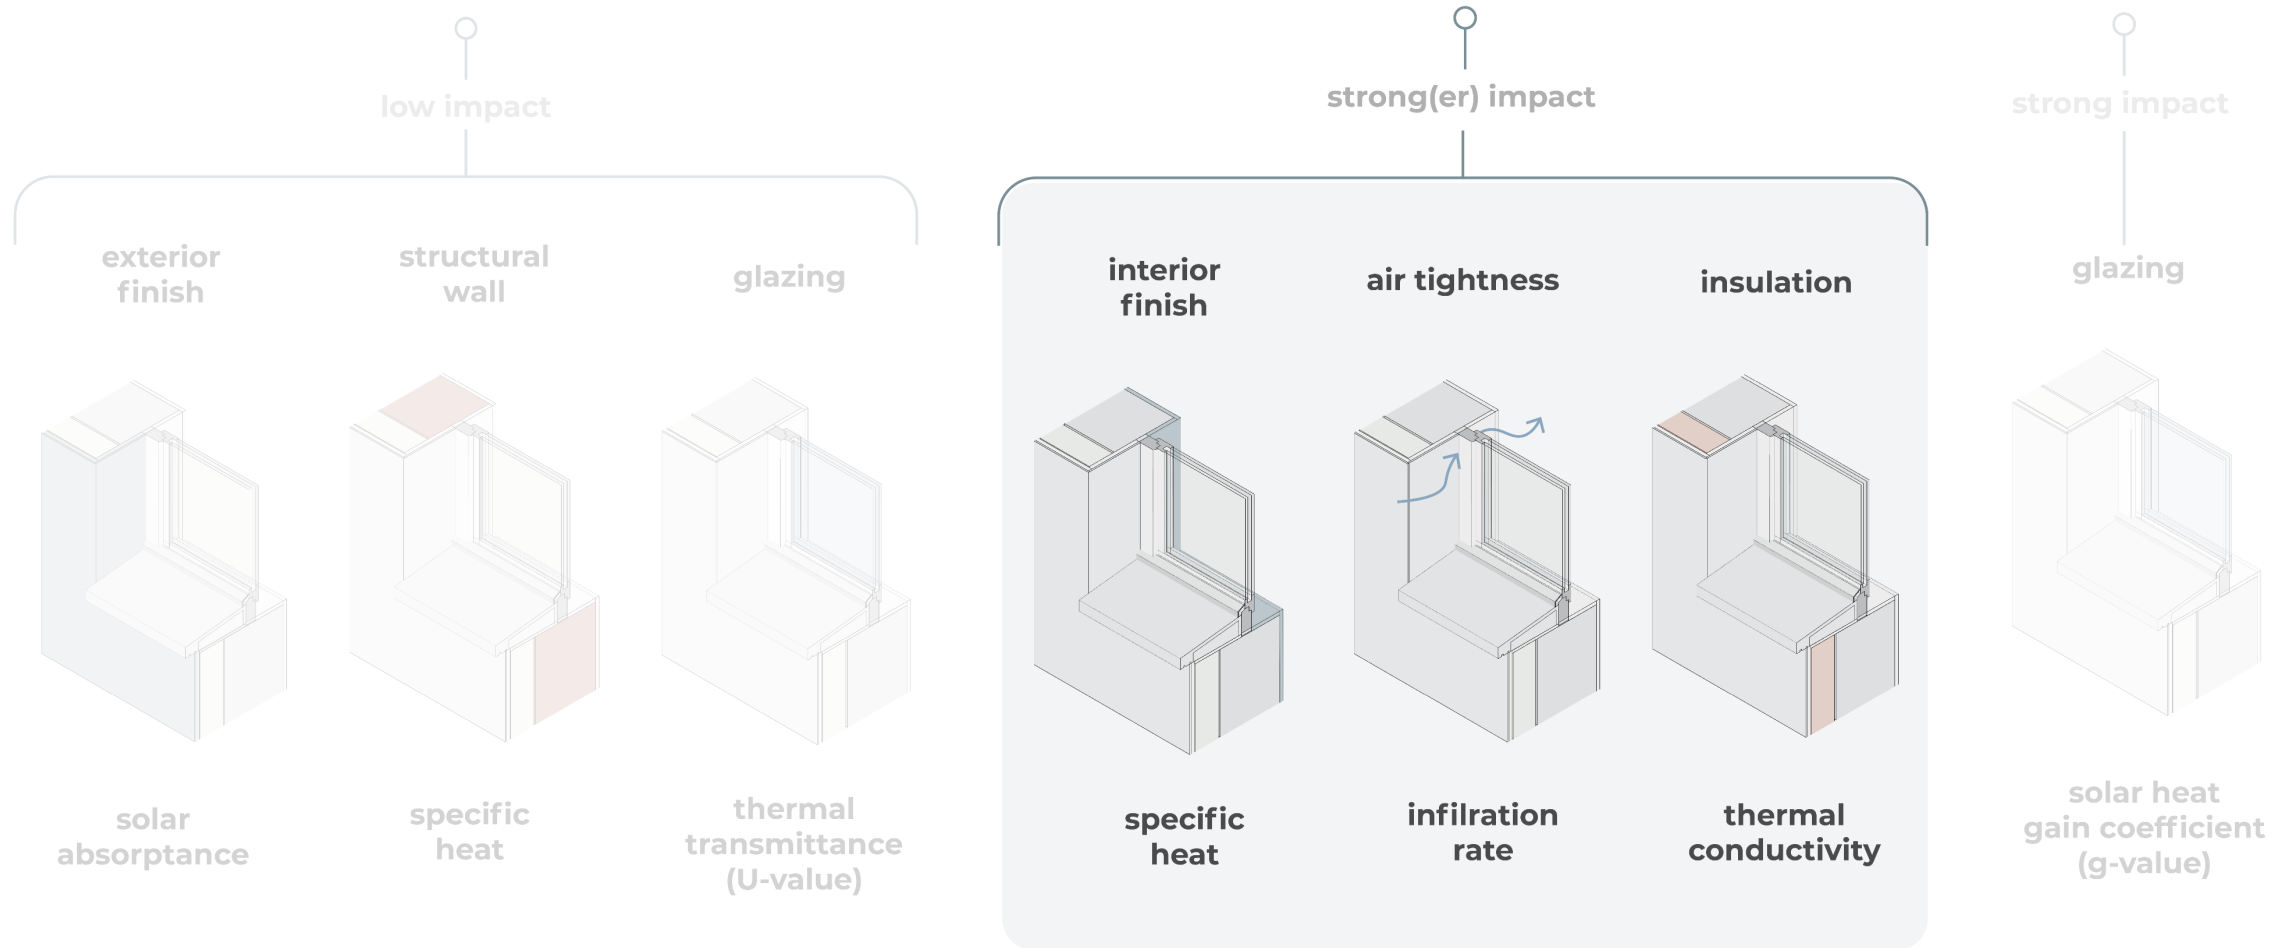 low impact
strong(er) impact
strong impact
exterior
finish
structural
wall
glazing
interior
finish
air tightness
insulation
glazing
solar
absorptance
specific
heat
thermal
transmittance
(U-value)
specific
heat
infilration
rate
thermal
conductivity
solar heat
gain coefficient
(g-value)